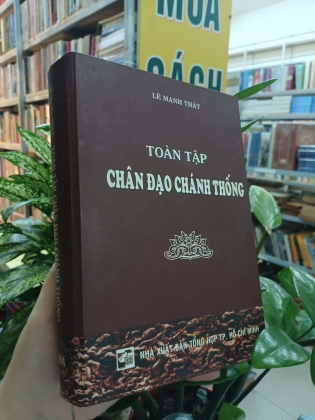 MUA
SÁCH
LÊ MẠNH THÁT
TOÀN TẬP
CHÂN ĐẠO CHÁNH THỐNG
NHÀ XUẤT BẢN TỔNG HỢP TP. HỒ CHÍ MINH